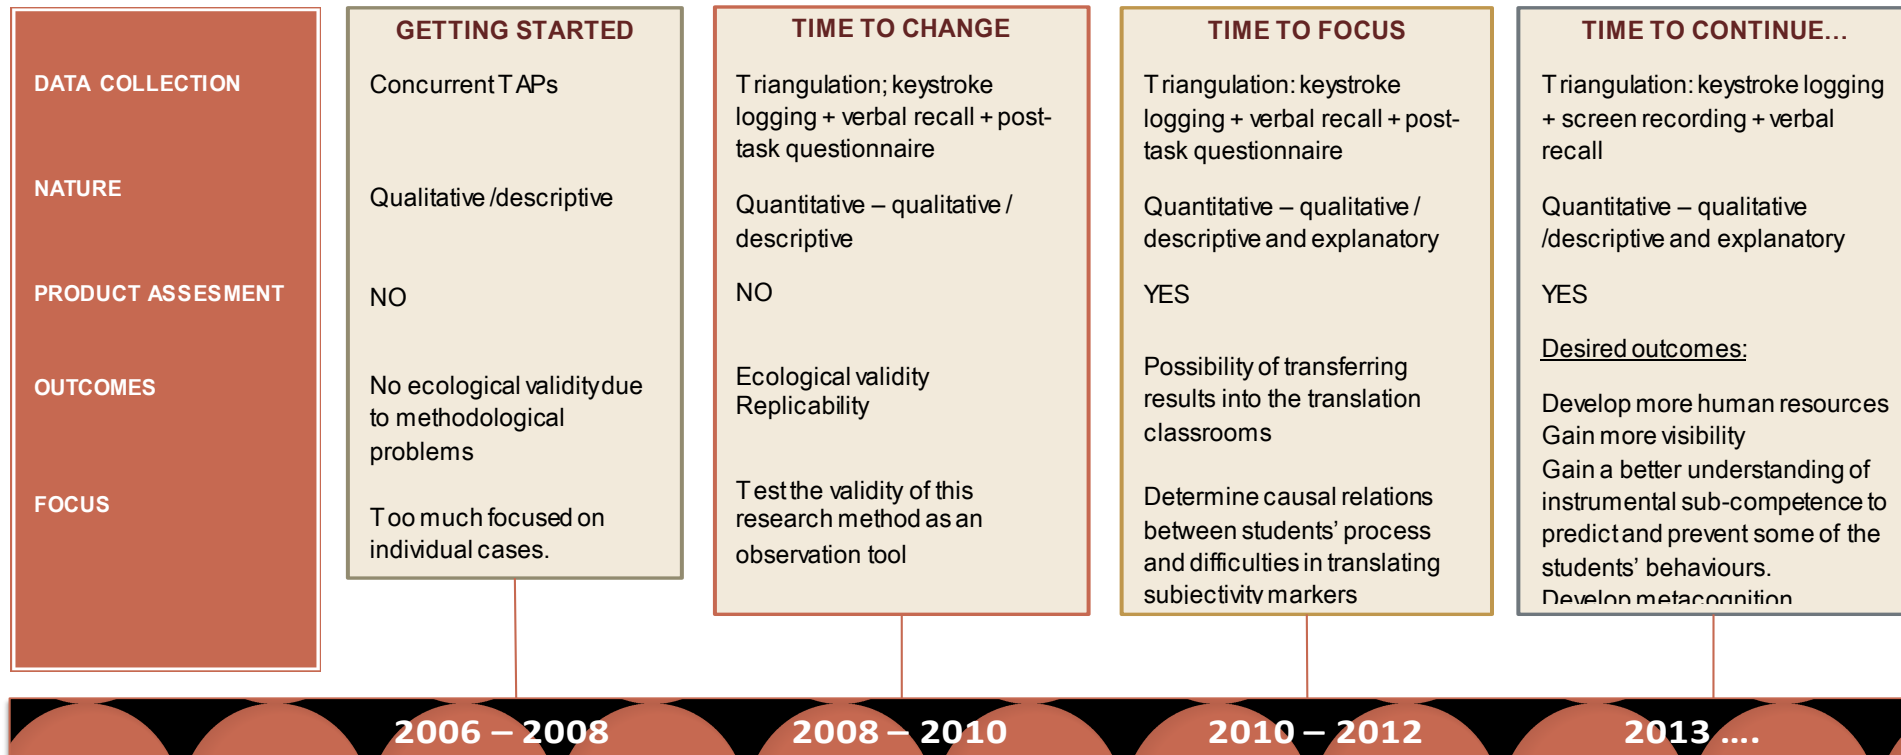 DATA COLLECTION
NATURE
PRODUCT ASSESMENT
OUTCOMES
FOCUS
GETTING STARTED
Concurrent TAPs
Qualitative /descriptive
NO
No ecological validity due
to methodological
problems
Too much focused on
individual cases.
TIME TO CHANGE
Triangulation; keystroke
logging + verbal recall + post-
task questionnaire
Quantitative – qualitative /
descriptive
NO
Ecological validity
Replicability
Test the validity of this
research method as an
observation tool
TIME TO FOCUS
Triangulation: keystroke
logging + verbal recall + post-
task questionnaire
Quantitative – qualitative /
descriptive and explanatory
YES
Possibility of transferring
results into the translation
classrooms
Determine causal relations
between students’ process
and difficulties in translating
subjectivity markers
TIME TO CONTINUE...
Triangulation: keystroke logging
+ screen recording + verbal
recall
Quantitative – qualitative
/descriptive and explanatory
YES
Desired outcomes:
Develop more human resources
Gain more visibility
Gain a better understanding of
instrumental sub-competence to
predict and prevent some of the
students’ behaviours.
Develop metacognition
2006 – 2008
2008 – 2010
2010 – 2012
2013 ....